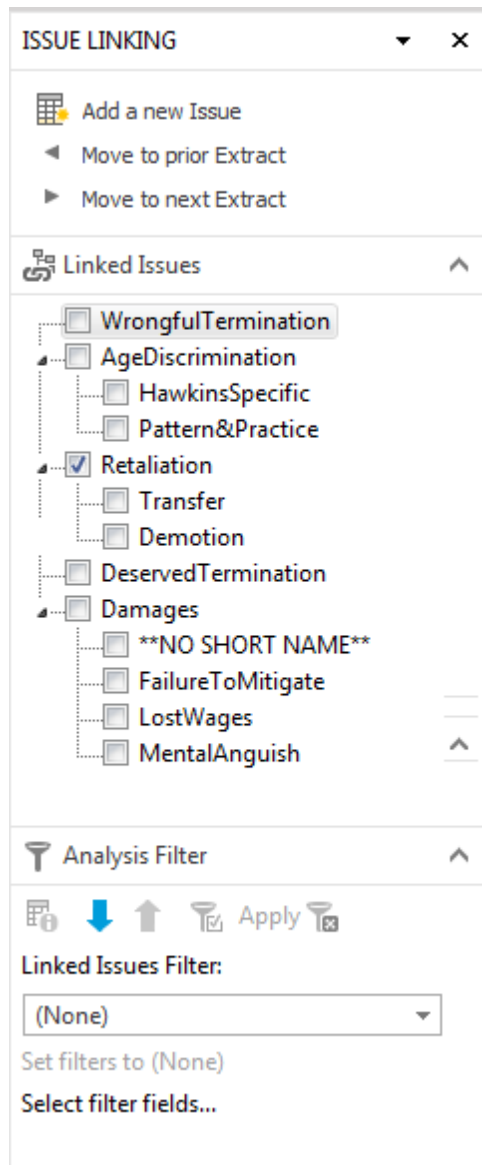 ISSUE LINKING
Add a new Issue
Move to prior Extract
Move to next Extract
Linked Issues
WrongfulTermination
AgeDiscrimination
HawkinsSpecific
Pattern&Practice
Retaliation
Transfer
Demotion
DeservedTermination
Damages
**NO SHORT NAME**
FailureToMitigate
LostWages
MentalAnguish
Analysis Filter
Apply
Linked Issues Filter:
(None)
Set filters to (None)
Select filter fields...